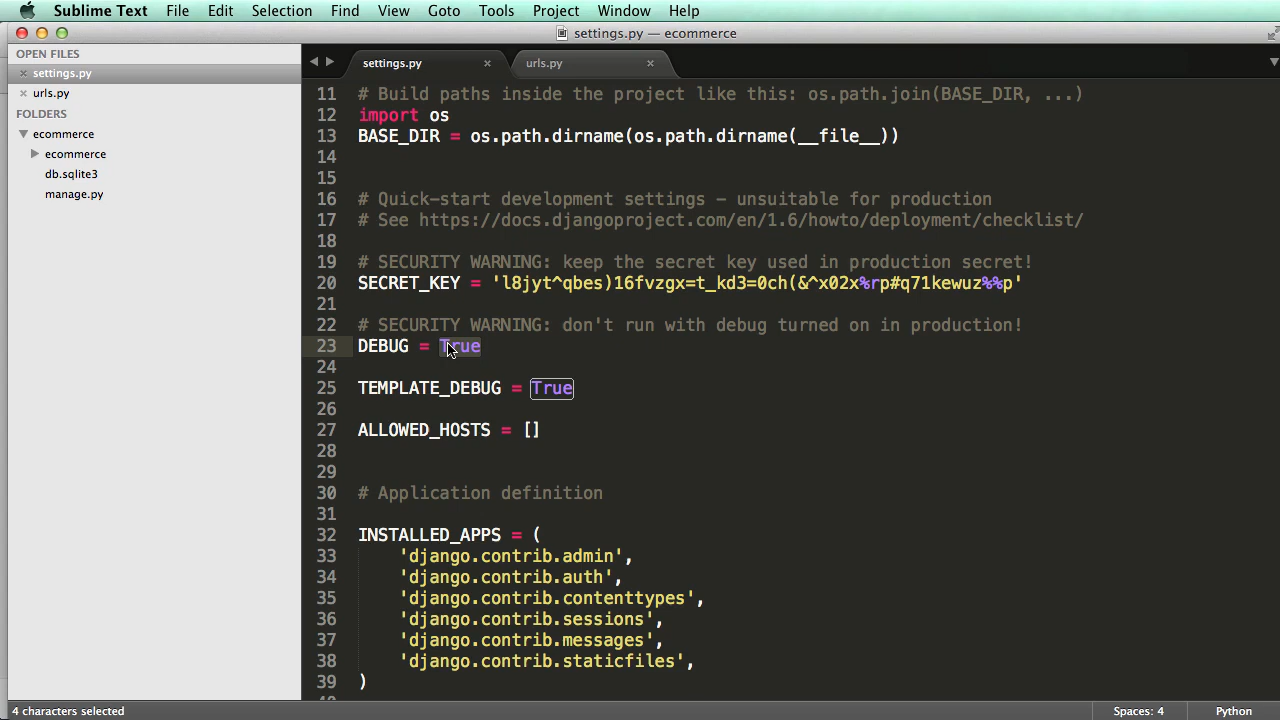 Sublime Text File Edit Selection Find View Goto Tools Project Window Help
settings.py — ecommerce
OPEN FILES
settings.py
urls.py
FOLDERS
ecommerce
ecommerce
db.sqlite3
manage.py
settings.py urls.py
11 # Build paths inside the project like this: os.path.join(BASE_DIR, ...)
12 import os
13 BASE_DIR = os.path.dirname(os.path.dirname(__file__))
14
15
16 # Quick-start development settings - unsuitable for production
17 # See https://docs.djangoproject.com/en/1.6/howto/deployment/checklist/
18
19 # SECURITY WARNING: keep the secret key used in production secret!
20 SECRET_KEY = 'l8jyt^qbes)16fvzgx=t_kd3=0ch(&^x02x%rp#q71kewuz%%p'
21
22 # SECURITY WARNING: don't run with debug turned on in production!
23 DEBUG = True
24
25 TEMPLATE_DEBUG = True
26
27 ALLOWED_HOSTS = []
28
29
30 # Application definition
31
32 INSTALLED_APPS = (
33 'django.contrib.admin',
34 'django.contrib.auth',
35 'django.contrib.contenttypes',
36 'django.contrib.sessions',
37 'django.contrib.messages',
38 'django.contrib.staticfiles',
39 )
4 characters selected Spaces: 4 Python